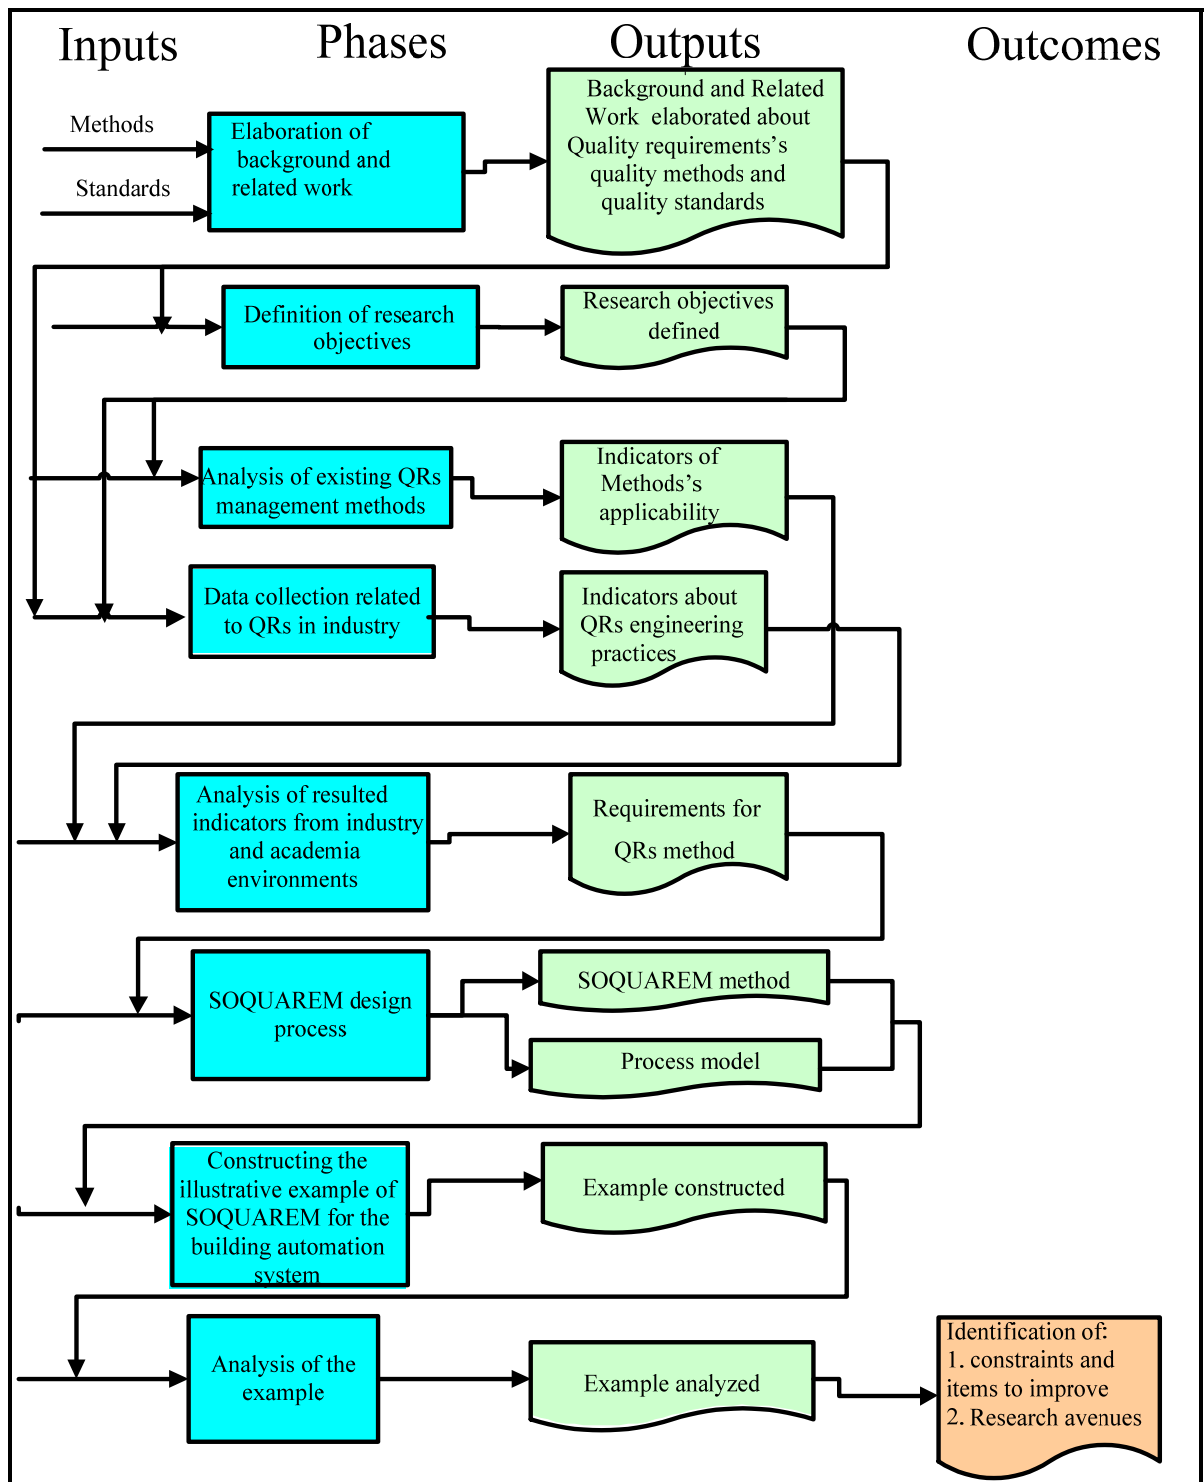 Inputs
Phases
Outputs
Outcomes
Methods
Standards
Elaboration of
background and
related work
Background and Related
Work elaborated about
Quality requirements's
quality methods and
quality standards
Definition of research
objectives
Research objectives
defined
Analysis of existing QRs
management methods
Indicators of
Methods's
applicability
Data collection related
to QRs in industry
Indicators about
QRs engineering
practices
Analysis of resulted
indicators from industry
and academia
environments
Requirements for
QRs method
SOQUAREM design
process
SOQUAREM method
Process model
Constructing the
illustrative example of
SOQUAREM for the
building automation
system
Example constructed
Analysis of the
example
Example analyzed
Identification of:
1. constraints and
items to improve
2. Research avenues